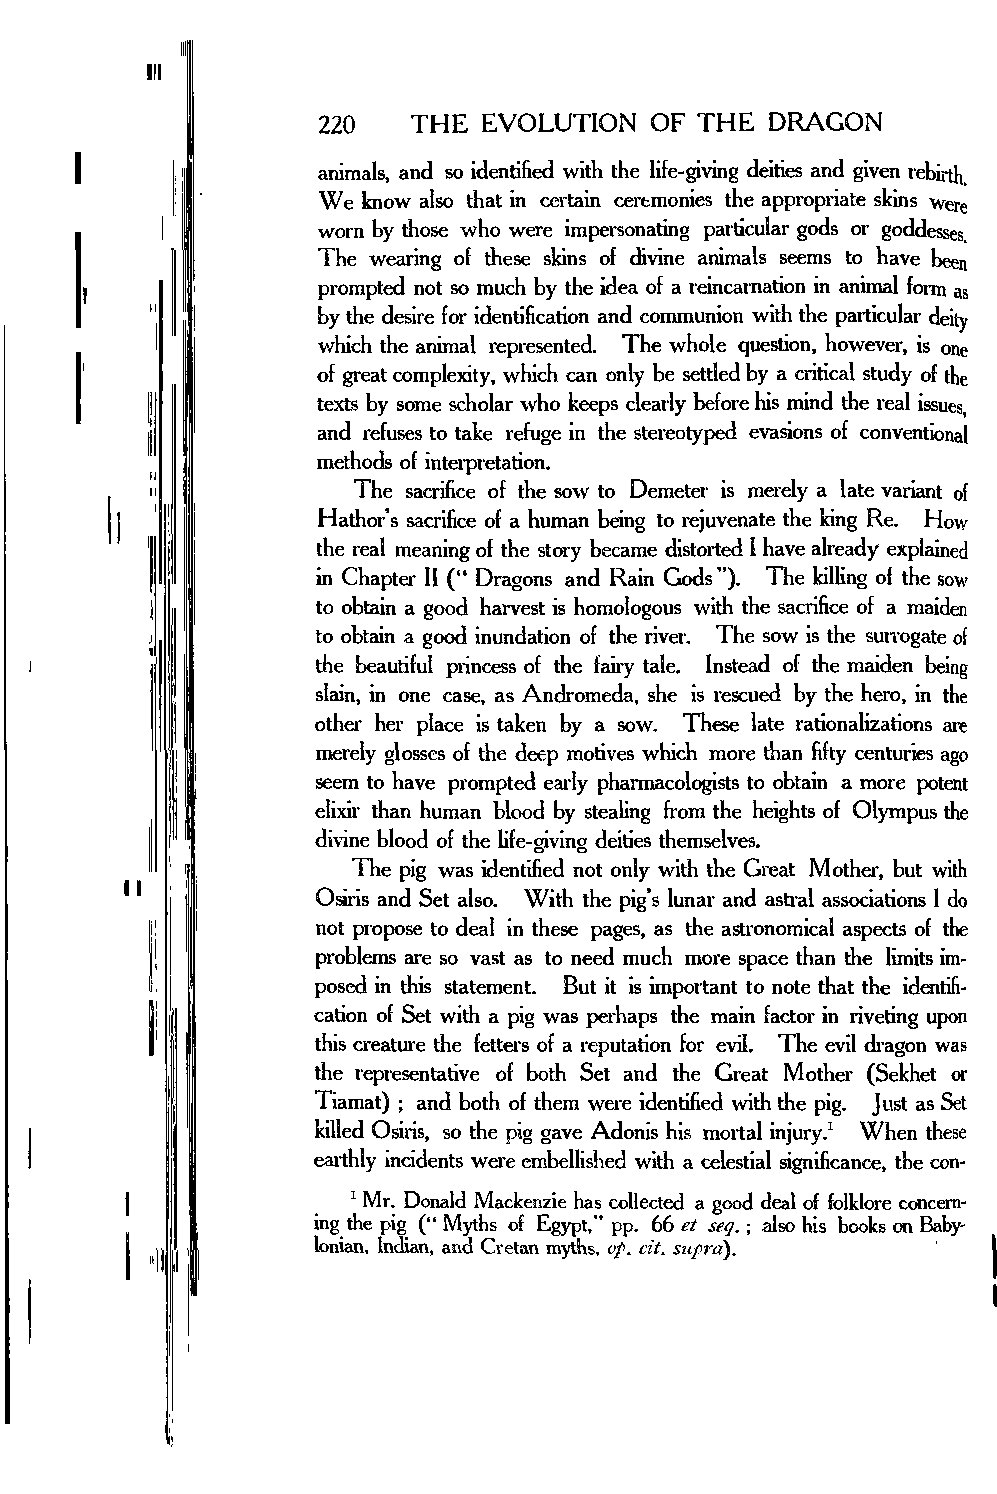 220 THE EVOLUTION OF THE DRAGON
animals, and so identified with the life-giving deities and given rebirth.
We know also that in certain ceremonies the appropriate skins were
worn by those who were impersonating particular gods or goddesses.
The wearing of these skins of divine animals seems to have been
prompted not so much by the idea of a reincarnation in animal form as
by the desire for identification and communion with the particular deity
which the animal represented. The whole question, however, is one
of great complexity, which can only be settled by a critical study of the
texts by some scholar who keeps clearly before his mind the real issues,
and refuses to take refuge in the stereotyped evasions of conventional
methods of interpretation.
The sacrifice of the sow to Demeter is merely a late variant of
Hathor's sacrifice of a human being to rejuvenate the king Re. How
the real meaning of the story became distorted I have already explained
in Chapter II (“ Dragons and Rain Gods”). The killing of the sow
to obtain a good harvest is homologous with the sacrifice of a maiden
to obtain a good inundation of the river. The sow is the surrogate of
the beautiful princess of the fairy tale. Instead of the maiden being
slain, in one case, as Andromeda, she is rescued by the hero, in the
other her place is taken by a sow. These late rationalizations are
merely glosses of the deep motives which more than fifty centuries ago
seem to have prompted early pharmacologists to obtain a more potent
elixir than human blood by stealing from the heights of Olympus the
divine blood of the life-giving deities themselves.
The pig was identified not only with the Great Mother, but with
Osiris and Set also. With the pig's lunar and astral associations I do
not propose to deal in these pages, as the astronomical aspects of the
problems are so vast as to need much more space than the limits im-
posed in this statement. But it is important to note that the identifi-
cation of Set with a pig was perhaps the main factor in riveting upon
this creature the fetters of a reputation for evil. The evil dragon was
the representative of both Set and the Great Mother (Sekhet or
Tiamat) ; and both of them were identified with the pig. Just as Set
killed Osiris, so the pig gave Adonis his mortal injury.¹ When these
earthly incidents were embellished with a celestial significance, the con-
¹ Mr. Donald Mackenzie has collected a good deal of folklore concern-
ing the pig (“ Myths of Egypt,” pp. 66 et seq. ; also his books on Baby-
lonian, Indian, and Cretan myths, op. cit. supra).